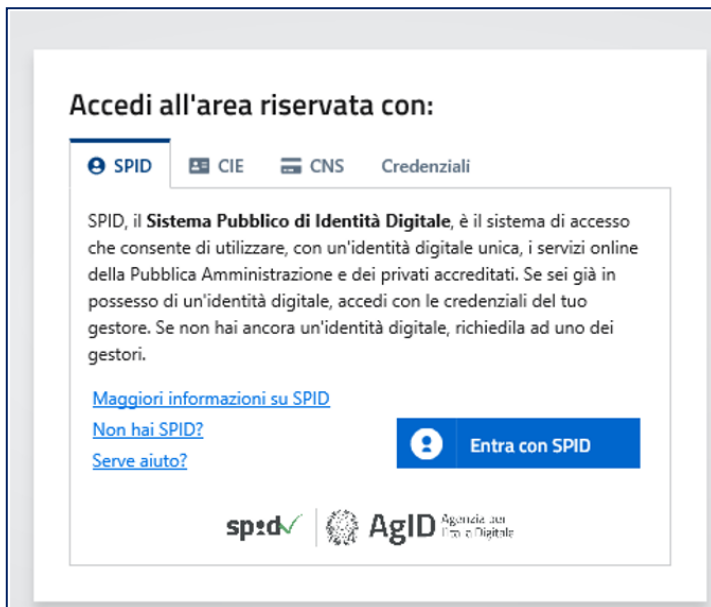 Accedi all'area riservata con:
SPID CIE CNS Credenziali
SPID, il Sistema Pubblico di Identità Digitale, è il sistema di accesso
che consente di utilizzare, con un'identità digitale unica, i servizi online
della Pubblica Amministrazione e dei privati accreditati. Se sei già in
possesso di un'identità digitale, accedi con le credenziali del tuo
gestore. Se non hai ancora un'identità digitale, richiedila ad uno dei
gestori.
Maggiori informazioni su SPID
Non hai SPID?
Entra con SPID
Serve aiuto?
spid AgID Agenzia per
Digitale